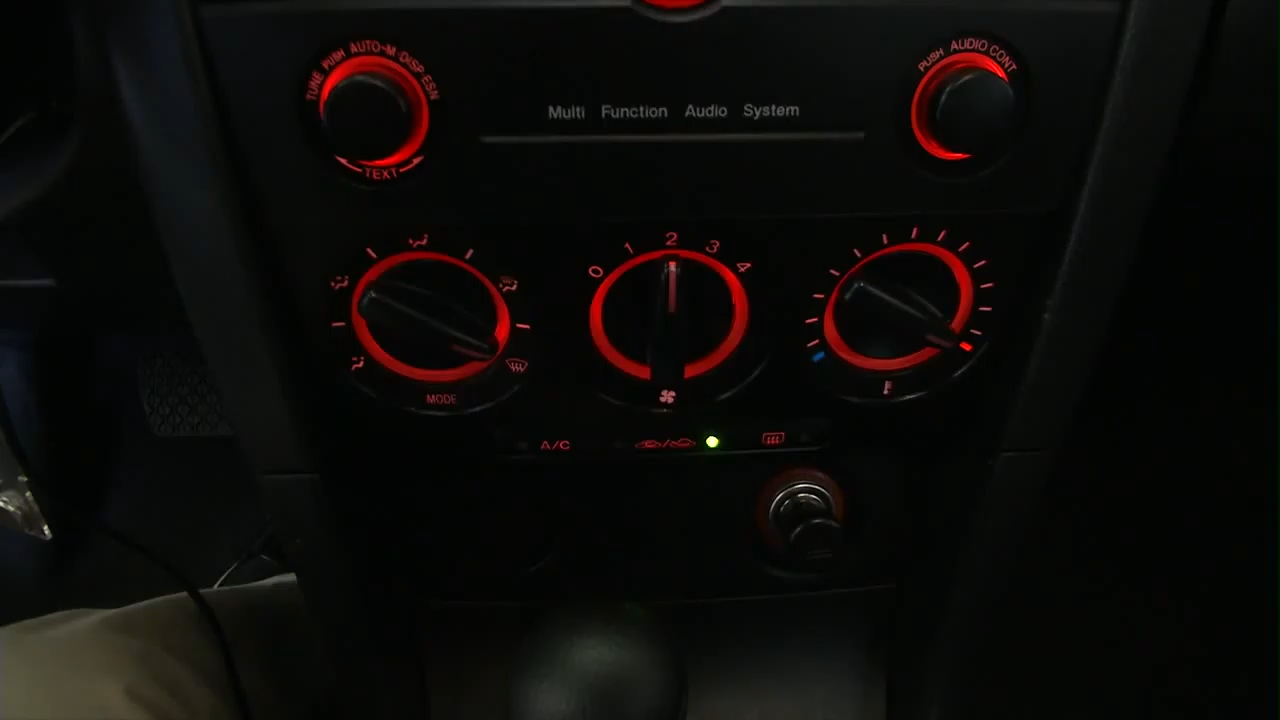 TUNE PUSH AUTO-M·DISP·ESN
TEXT
PUSH AUDIO CONT
Multi Function Audio System
0 1 2 3 4
MODE
A/C